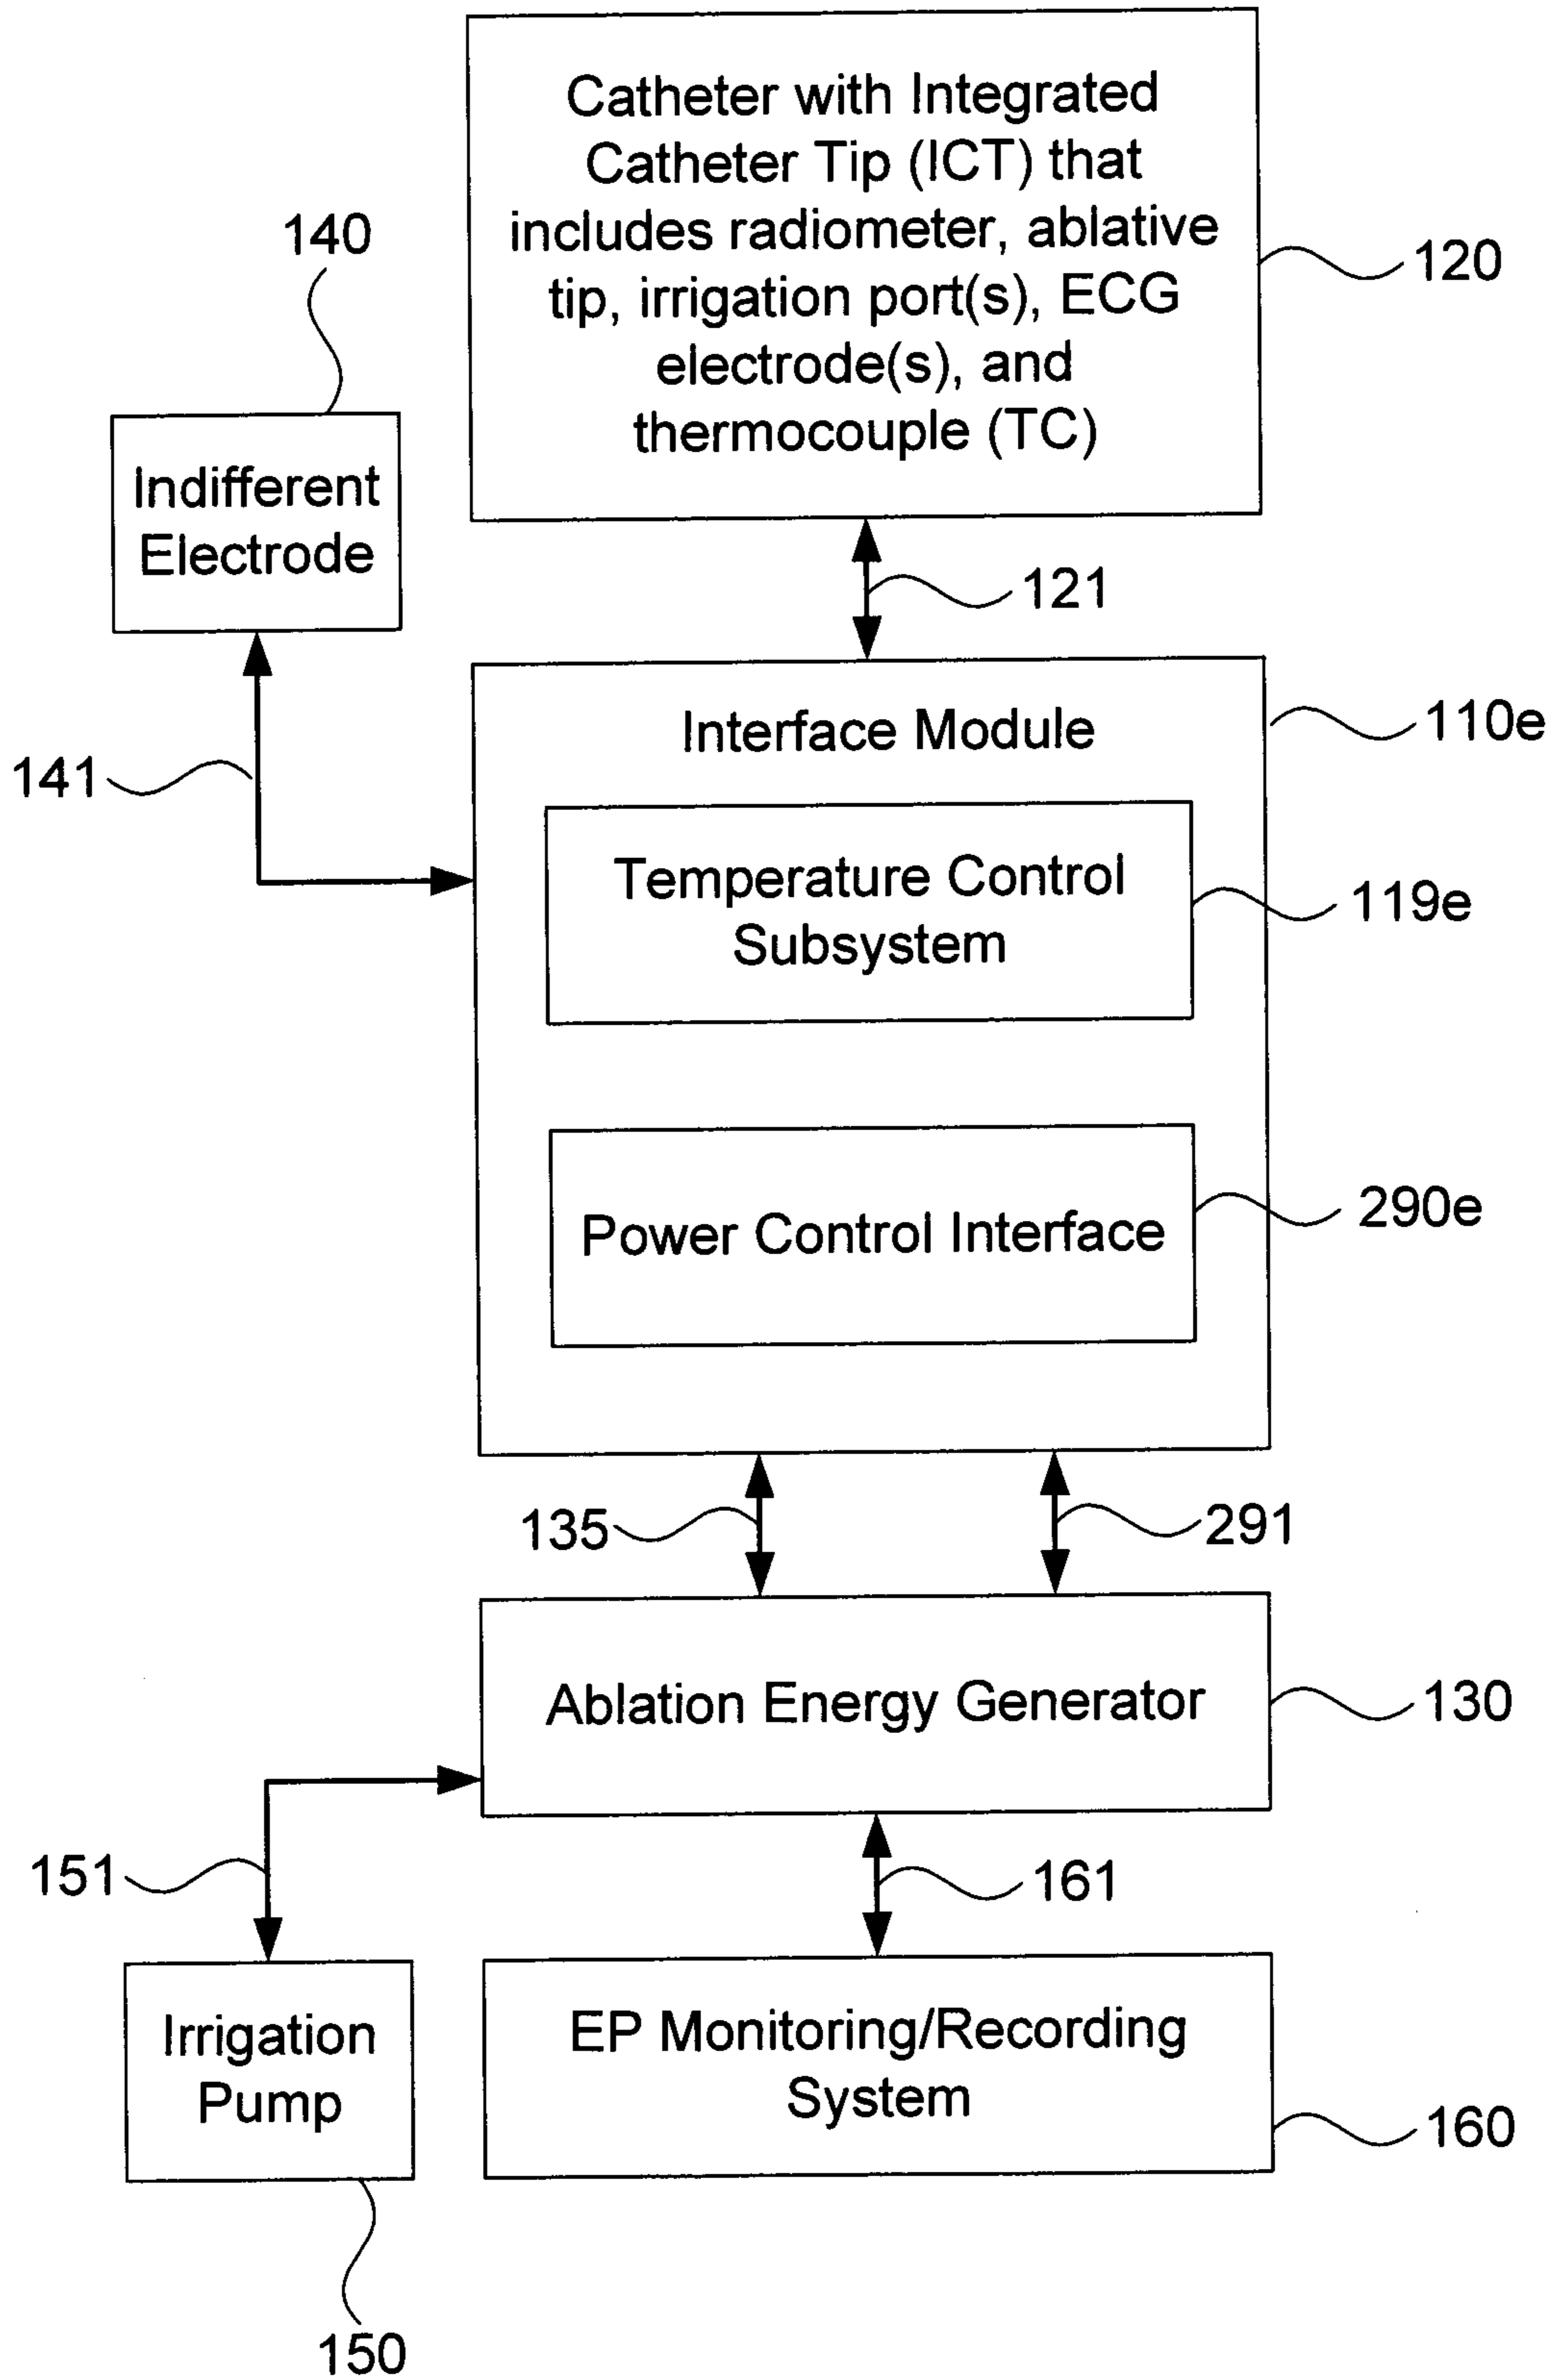 Catheter with Integrated
Catheter Tip (ICT) that
includes radiometer, ablative
tip, irrigation port(s), ECG
electrode(s), and
thermocouple (TC)
120
140
Indifferent
Electrode
121
141
Interface Module
110e
Temperature Control
Subsystem
119e
Power Control Interface
290e
135
291
Ablation Energy Generator
130
151
161
Irrigation
Pump
EP Monitoring/Recording
System
160
150